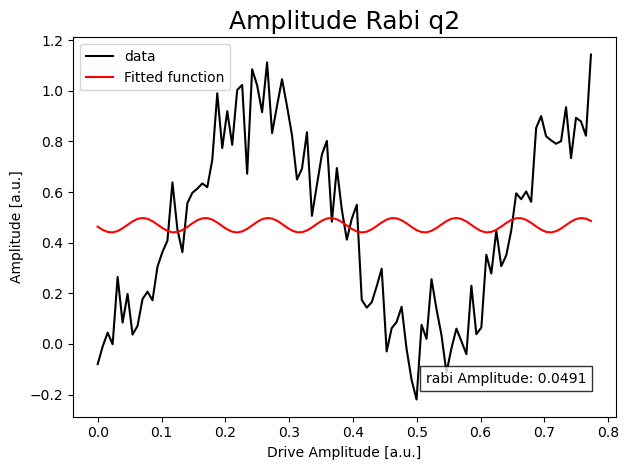 Amplitude Rabi q2
data
Fitted function
Amplitude [a.u.]
1.2
1.0
0.8
0.6
0.4
0.2
0.0
−0.2
rabi Amplitude: 0.0491
0.0 0.1 0.2 0.3 0.4 0.5 0.6 0.7 0.8
Drive Amplitude [a.u.]